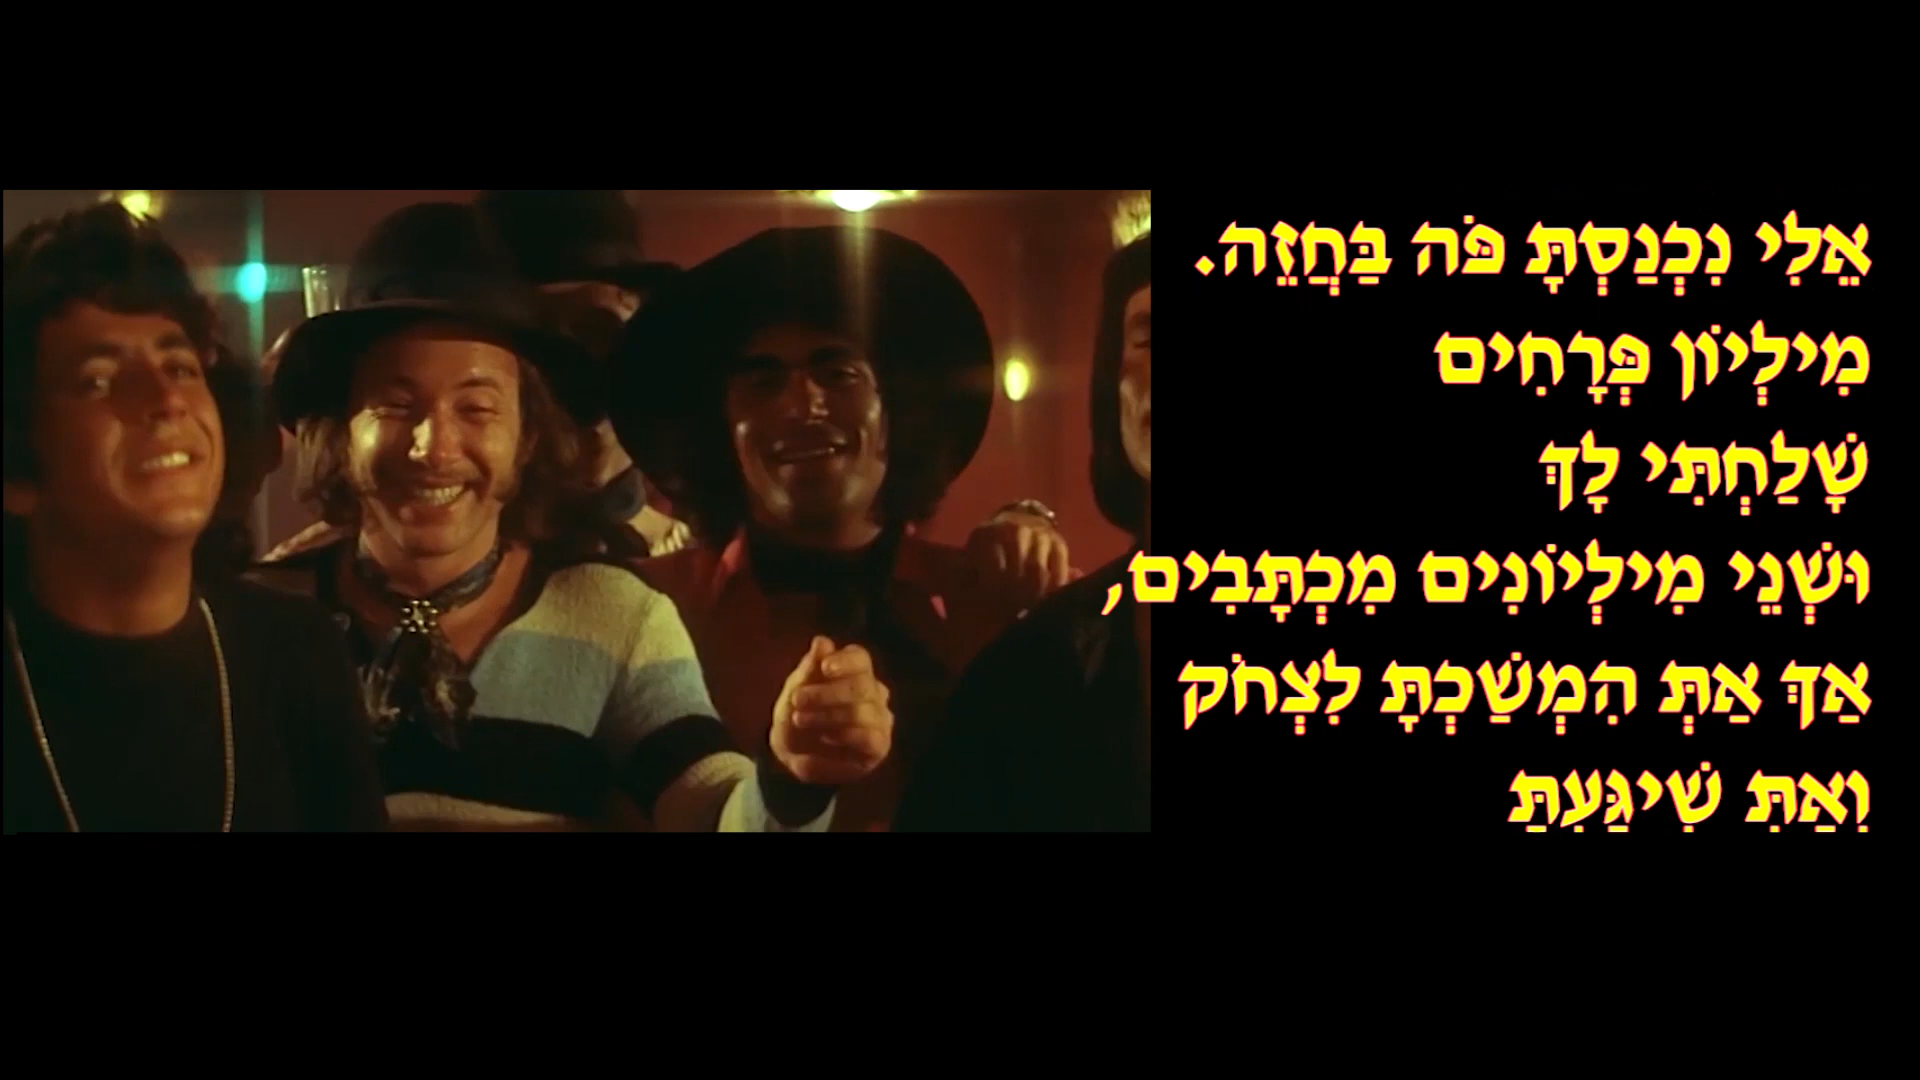 אֵלִי נִכְנַסְתָּ פֹּה בַּחֲזֵה.
מִילְיוֹן פְּרָחִים
שָׁלַחְתִּי לָךְ
וּשְׁנֵי מִילְיוֹנִים מִכְתָּבִים,
אַךְ אַתְּ הִמְשַׁכְתָּ לִצְחֹק
וְאַתִּ שִׁיגַּעִתַּ